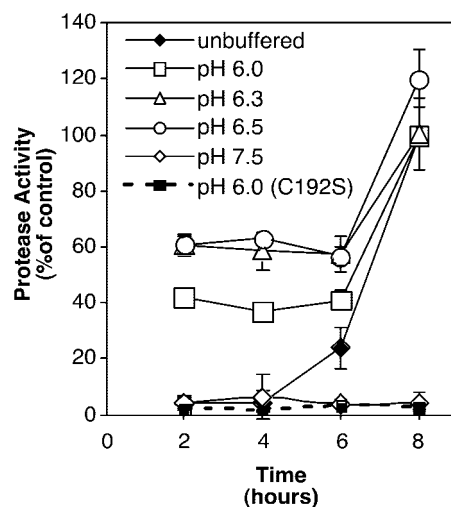 140
120
100
80
60
40
20
0
Protease Activity
(%of control)
unbuffered
pH 6.0
pH 6.3
pH 6.5
pH 7.5
pH 6.0 (C192S)
0 2 4 6 8
Time
(hours)